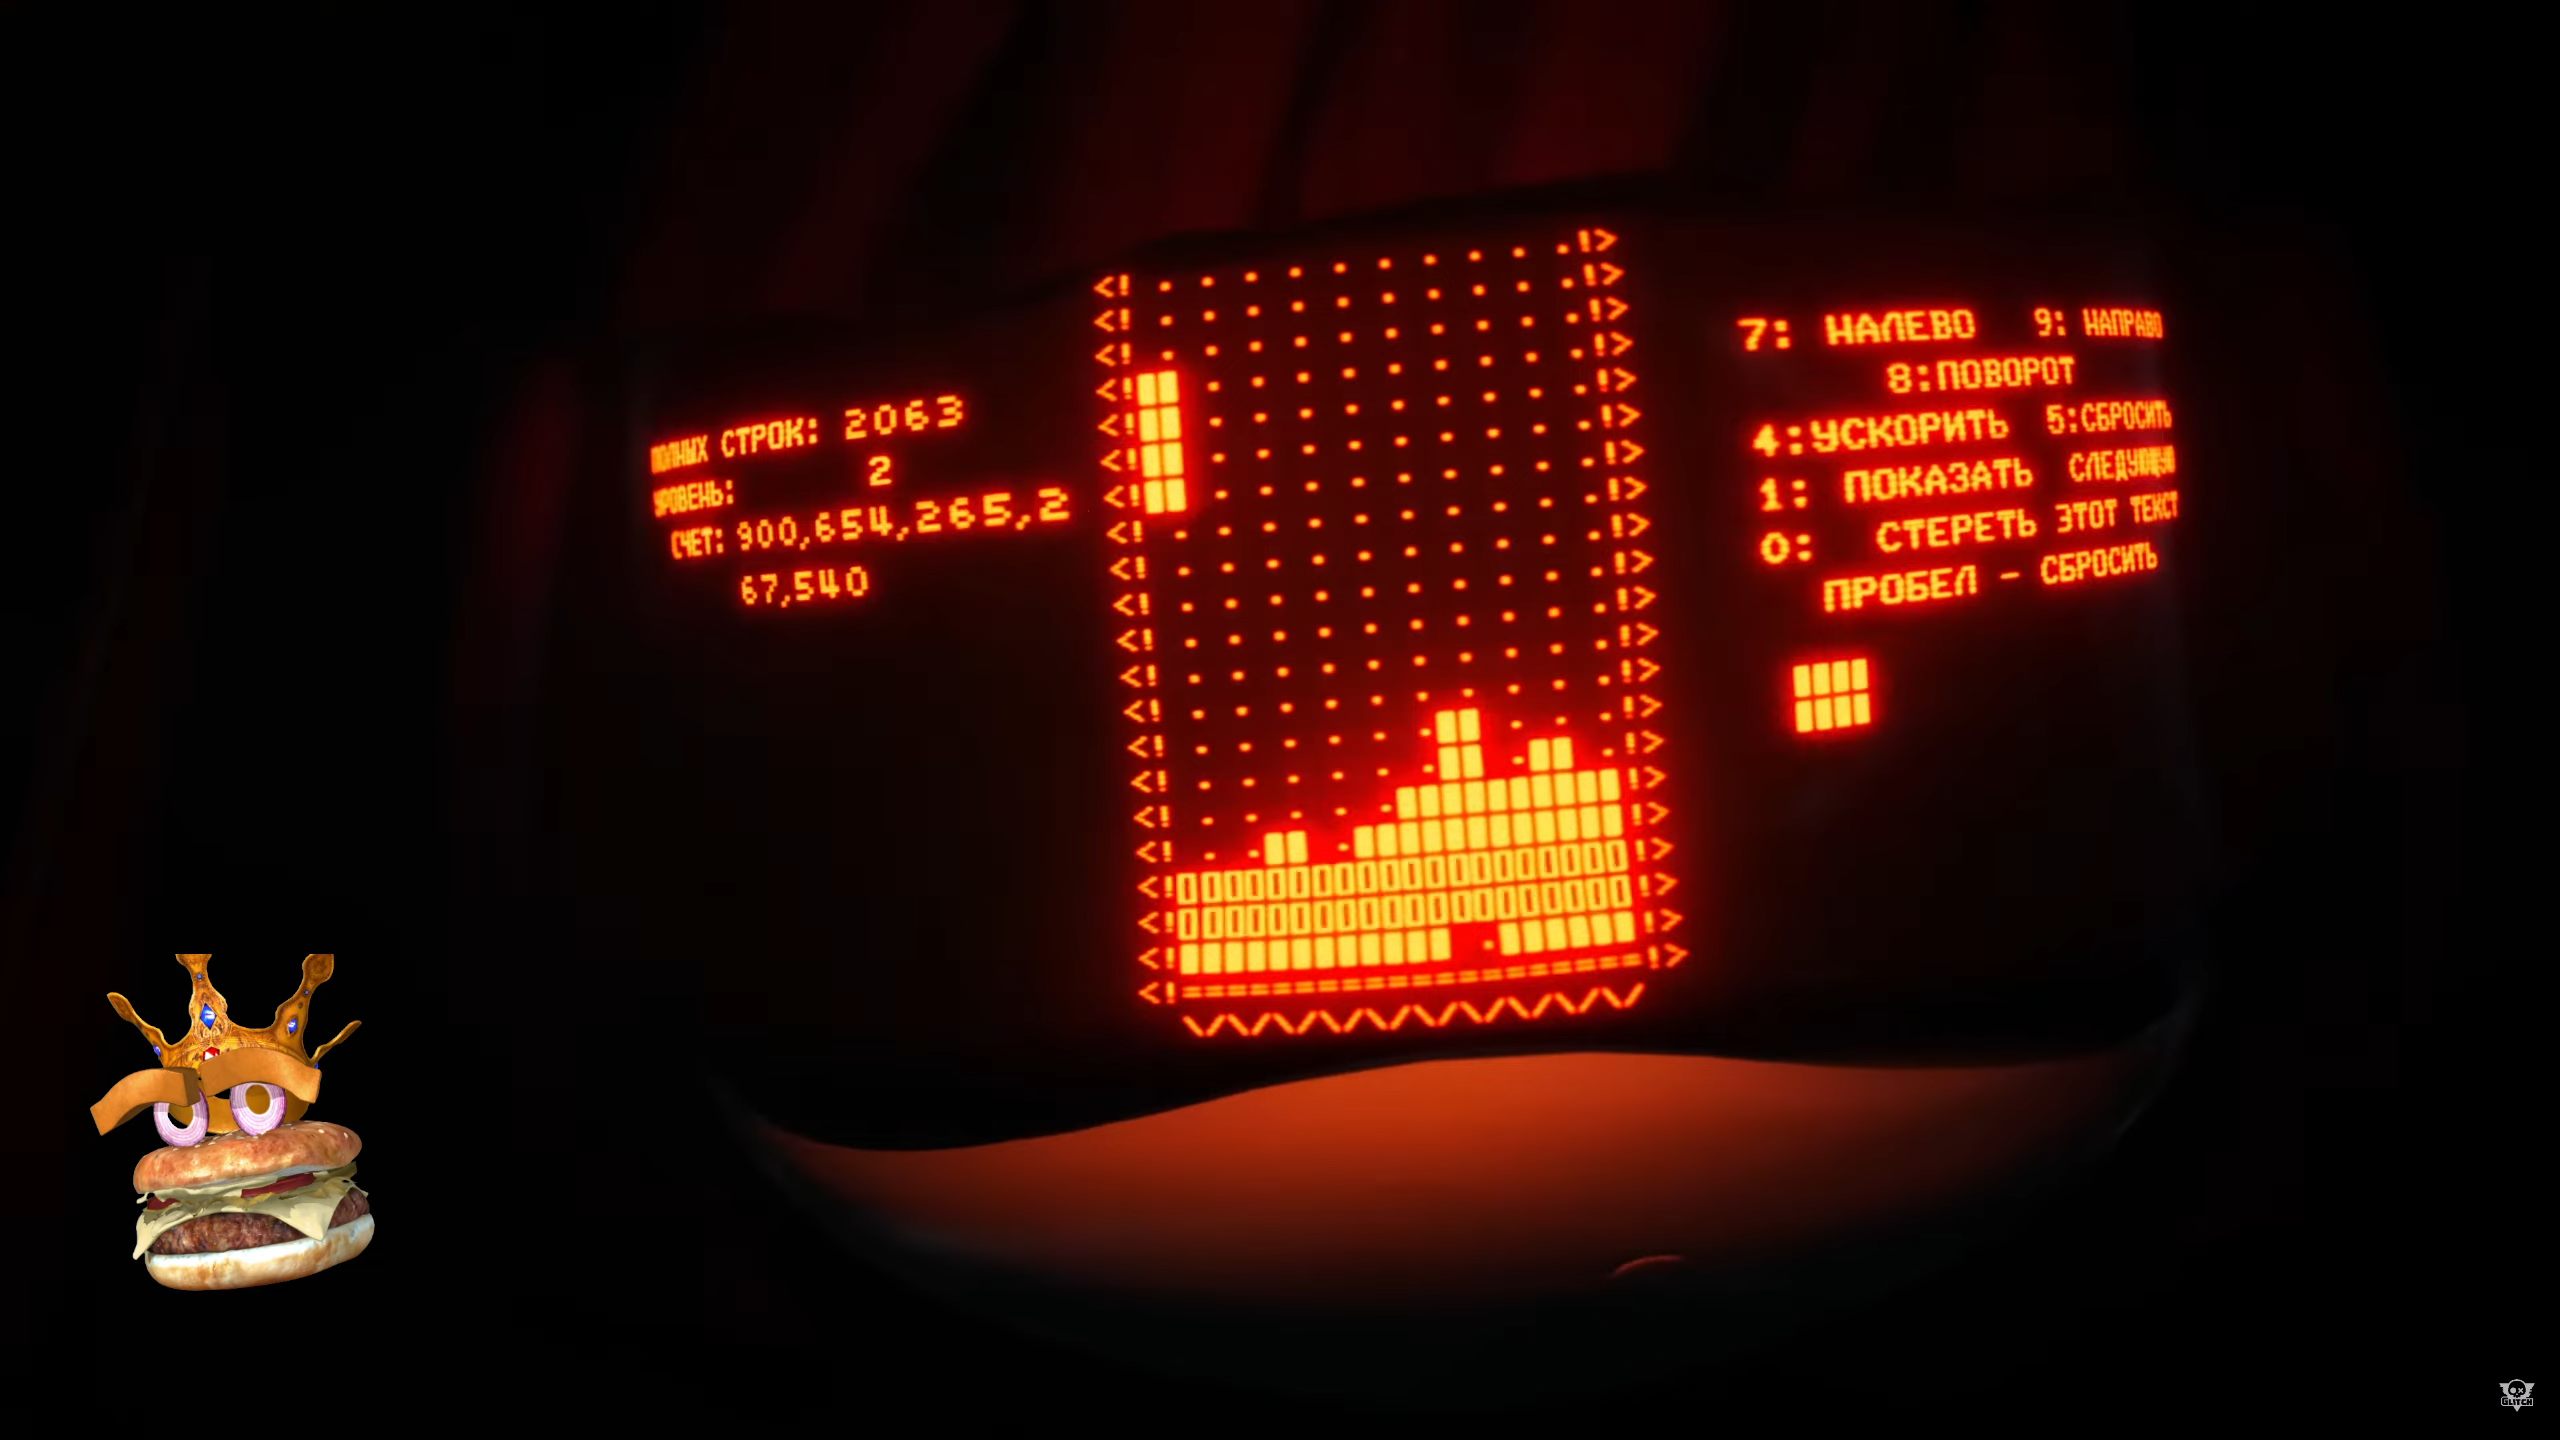 ПОЛНЫХ СТРОК: 2063
УРОВЕНЬ: 2
СЧЕТ: 900,654,265,2
67,540
7: НАЛЕВО 9: НАПРАВО
8:ПОВОРОТ
4:УСКОРИТЬ 5:СБРОСИТЬ
1: ПОКАЗАТЬ СЛЕДУЮЩУЮ
0: СТЕРЕТЬ ЭТОТ ТЕКСТ
ПРОБЕЛ - СБРОСИТЬ
GLITCH